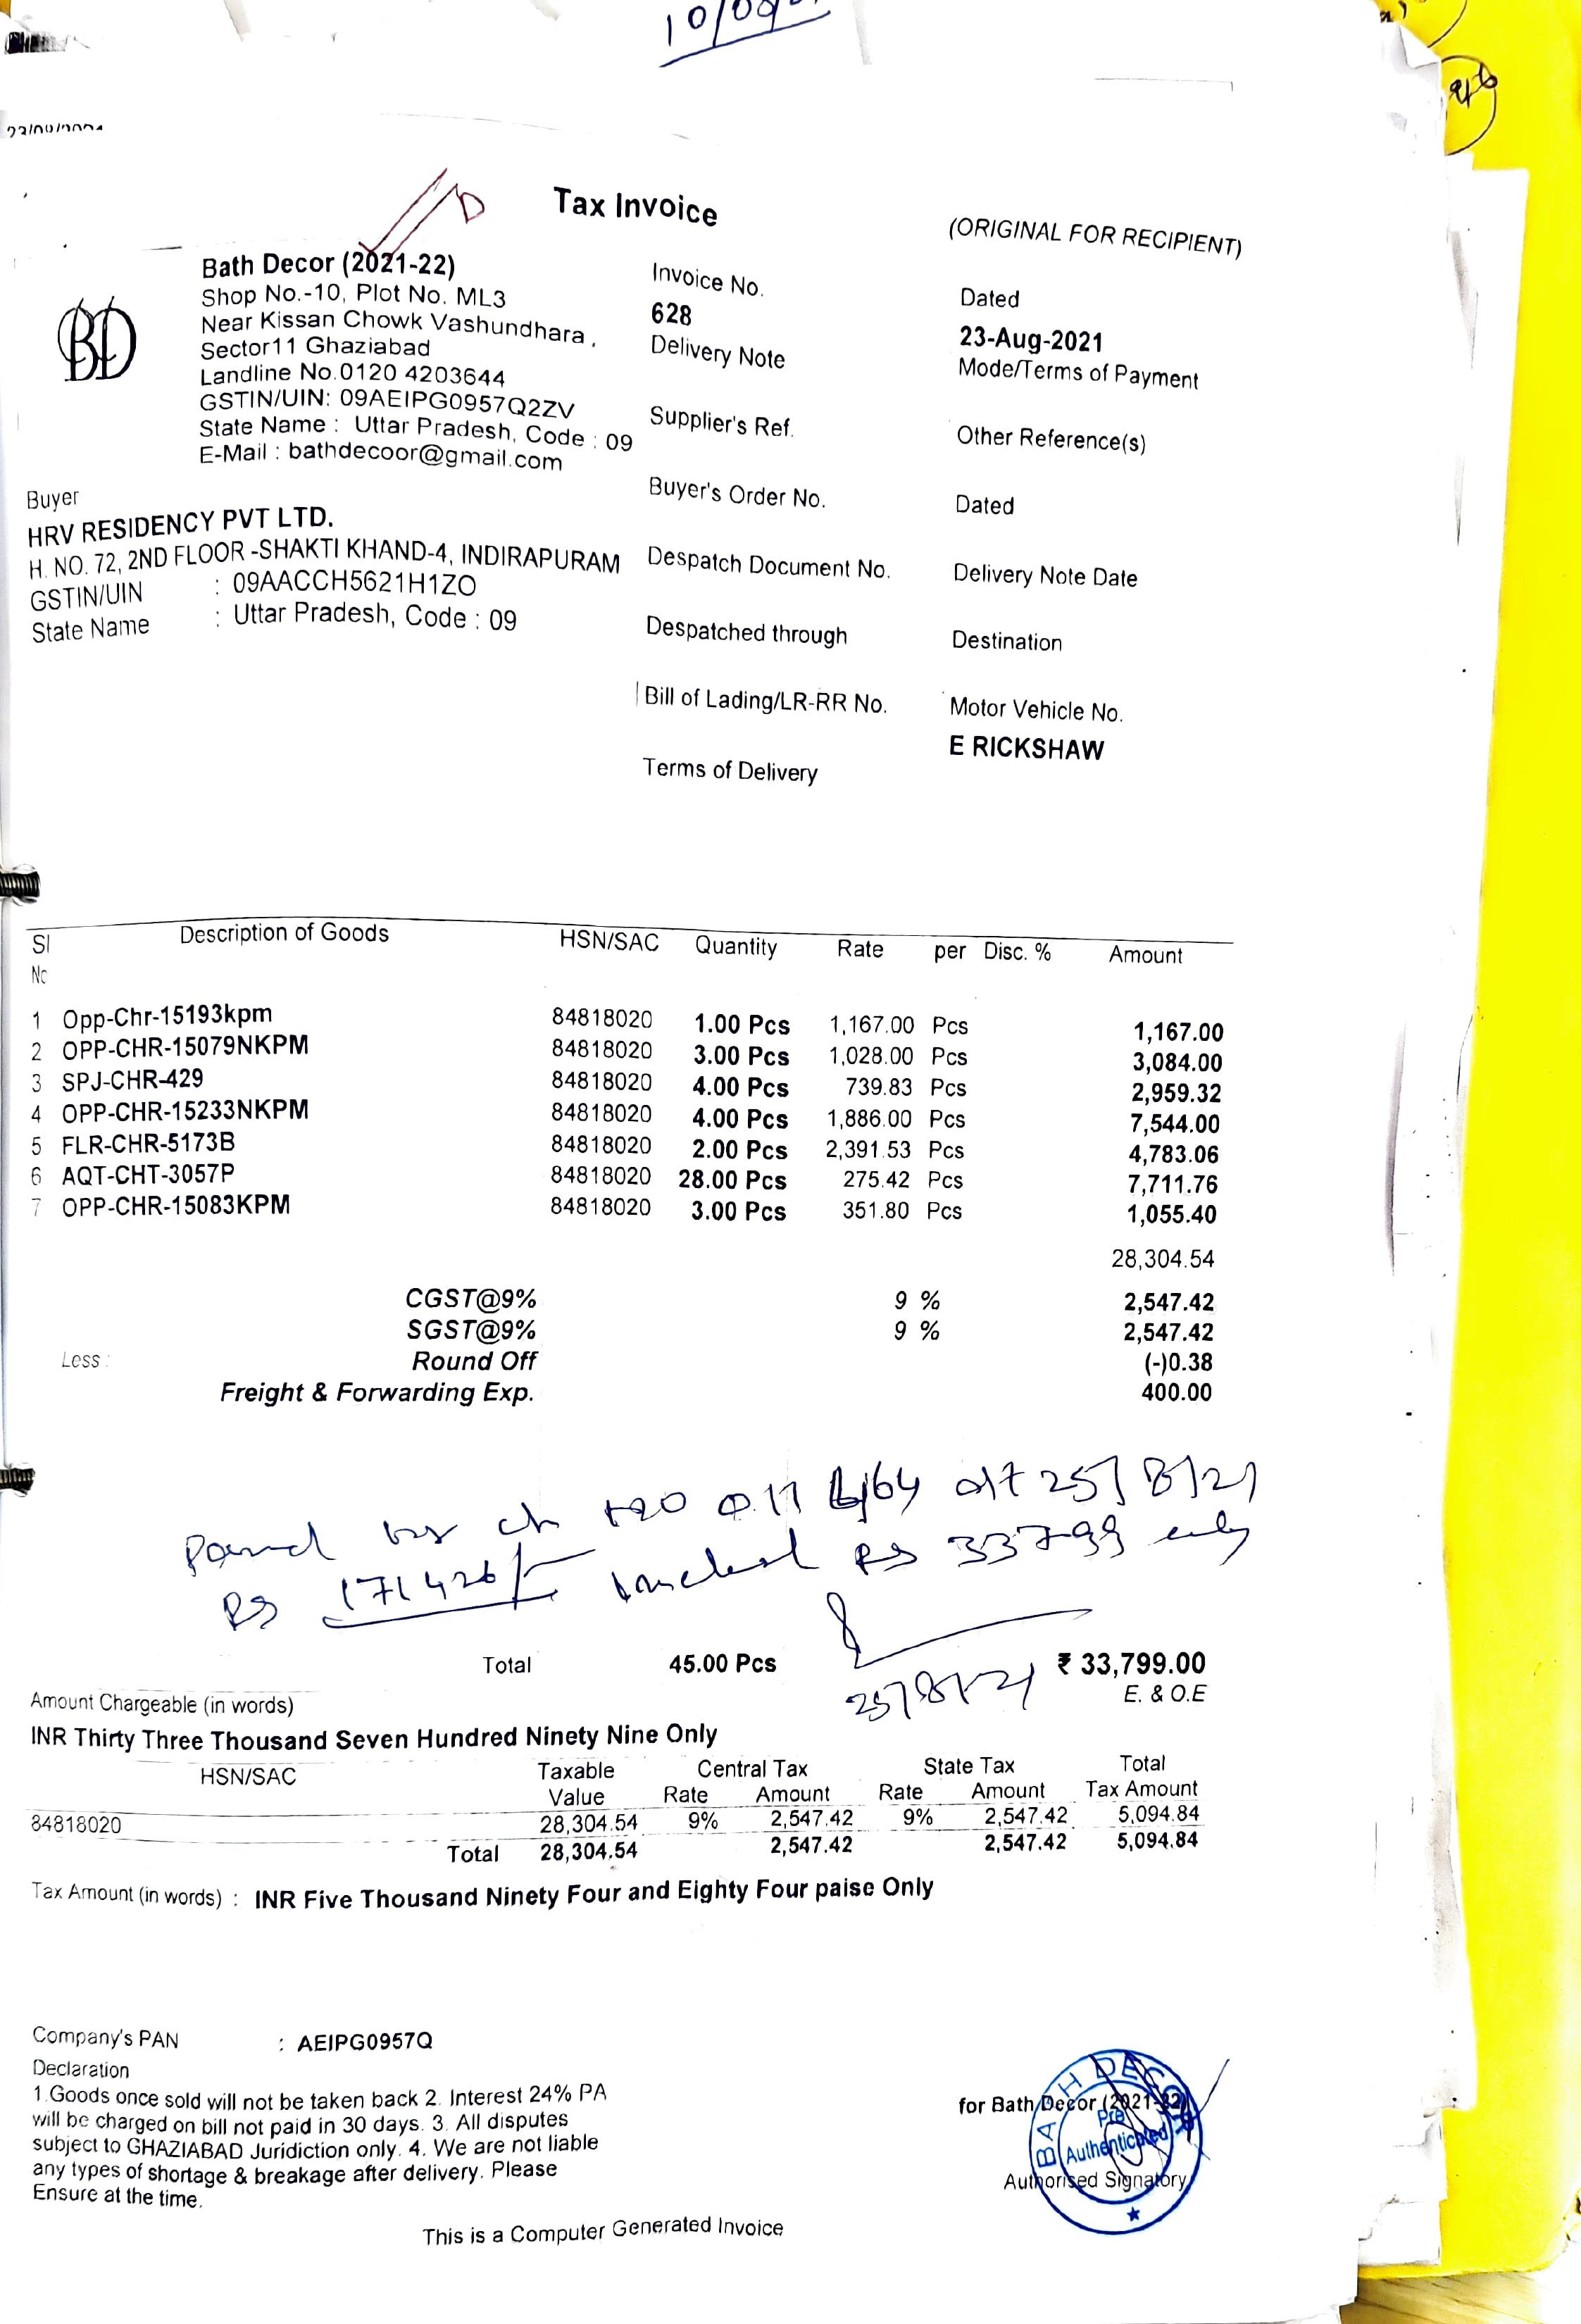 Tax Invoice
(ORIGINAL FOR RECIPIENT)
BD
Bath Decor (2021-22)
Shop No.-10, Plot No. ML3
Near Kissan Chowk Vashundhara ,
Sector11 Ghaziabad
Landline No.0120 4203644
GSTIN/UIN: 09AEIPG0957Q2ZV
State Name : Uttar Pradesh, Code : 09
E-Mail : bathdecoor@gmail.com
Invoice No.
628
Dated
23-Aug-2021
Delivery Note
Mode/Terms of Payment
Supplier's Ref.
Other Reference(s)
Buyer
HRV RESIDENCY PVT LTD.
H. NO. 72, 2ND FLOOR -SHAKTI KHAND-4, INDIRAPURAM
GSTIN/UIN : 09AACCH5621H1ZO
State Name : Uttar Pradesh, Code : 09
Buyer's Order No.
Dated
Despatch Document No.
Delivery Note Date
Despatched through
Destination
Bill of Lading/LR-RR No.
Motor Vehicle No.
E RICKSHAW
Terms of Delivery
Sl Description of Goods HSN/SAC Quantity Rate per Disc. % Amount
No
1 Opp-Chr-15193kpm 84818020 1.00 Pcs 1,167.00 Pcs 1,167.00
2 OPP-CHR-15079NKPM 84818020 3.00 Pcs 1,028.00 Pcs 3,084.00
3 SPJ-CHR-429 84818020 4.00 Pcs 739.83 Pcs 2,959.32
4 OPP-CHR-15233NKPM 84818020 4.00 Pcs 1,886.00 Pcs 7,544.00
5 FLR-CHR-5173B 84818020 2.00 Pcs 2,391.53 Pcs 4,783.06
6 AQT-CHT-3057P 84818020 28.00 Pcs 275.42 Pcs 7,711.76
7 OPP-CHR-15083KPM 84818020 3.00 Pcs 351.80 Pcs 1,055.40
28,304.54
CGST@9% 9 % 2,547.42
SGST@9% 9 % 2,547.42
Less : Round Off (-)0.38
Freight & Forwarding Exp. 400.00
25/8/21
Rs 171426/- Rs 33799 only
25/8/21
Total 45.00 Pcs ₹ 33,799.00
Amount Chargeable (in words) E. & O.E
INR Thirty Three Thousand Seven Hundred Ninety Nine Only
HSN/SAC Taxable Central Tax State Tax Total
Value Rate Amount Rate Amount Tax Amount
84818020 28,304.54 9% 2,547.42 9% 2,547.42 5,094.84
Total 28,304.54 2,547.42 2,547.42 5,094.84
Tax Amount (in words) : INR Five Thousand Ninety Four and Eighty Four paise Only
Company's PAN : AEIPG0957Q
Declaration
1.Goods once sold will not be taken back 2. Interest 24% PA
will be charged on bill not paid in 30 days. 3. All disputes
subject to GHAZIABAD Juridiction only. 4. We are not liable
any types of shortage & breakage after delivery. Please
Ensure at the time.
for Bath Decor (2021-22)
BATH DECOR
Pre
Authenticated
Authorised Signatory
This is a Computer Generated Invoice